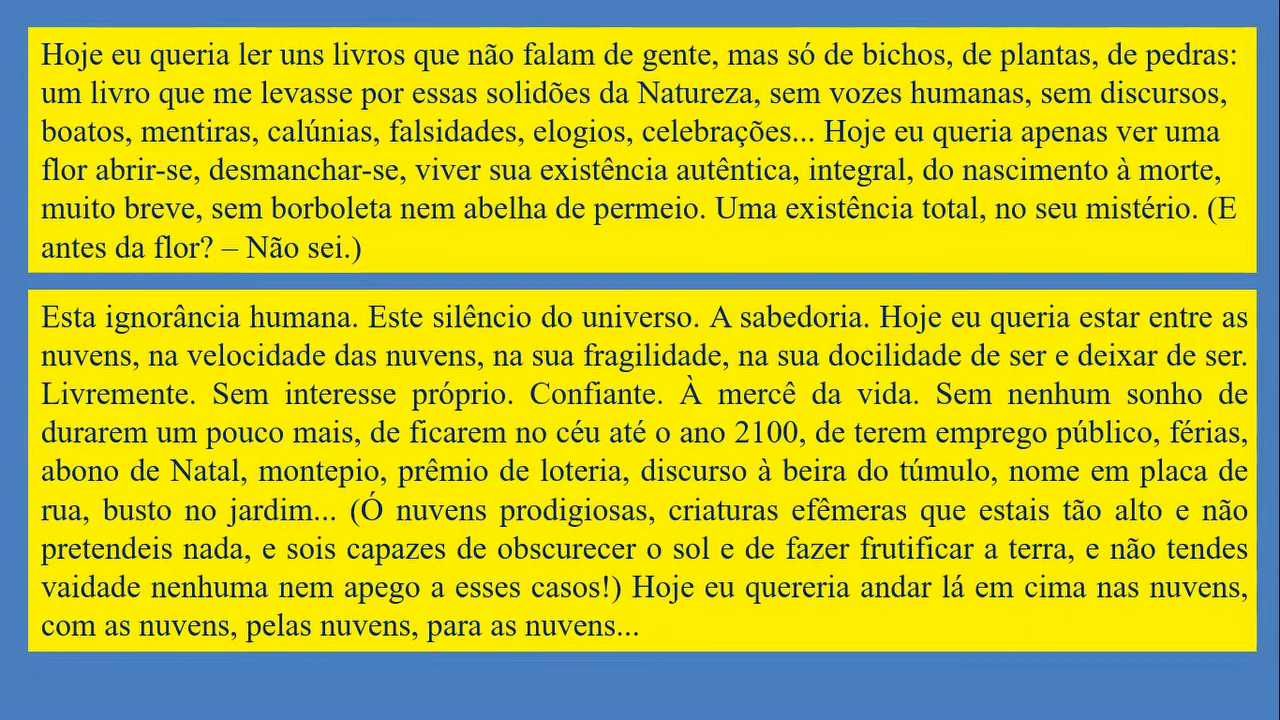 Hoje eu queria ler uns livros que não falam de gente, mas só de bichos, de plantas, de pedras:
um livro que me levasse por essas solidões da Natureza, sem vozes humanas, sem discursos,
boatos, mentiras, calúnias, falsidades, elogios, celebrações... Hoje eu queria apenas ver uma
flor abrir-se, desmanchar-se, viver sua existência autêntica, integral, do nascimento à morte,
muito breve, sem borboleta nem abelha de permeio. Uma existência total, no seu mistério. (E
antes da flor? – Não sei.)
Esta ignorância humana. Este silêncio do universo. A sabedoria. Hoje eu queria estar entre as
nuvens, na velocidade das nuvens, na sua fragilidade, na sua docilidade de ser e deixar de ser.
Livremente. Sem interesse próprio. Confiante. À mercê da vida. Sem nenhum sonho de
durarem um pouco mais, de ficarem no céu até o ano 2100, de terem emprego público, férias,
abono de Natal, montepio, prêmio de loteria, discurso à beira do túmulo, nome em placa de
rua, busto no jardim... (Ó nuvens prodigiosas, criaturas efêmeras que estais tão alto e não
pretendeis nada, e sois capazes de obscurecer o sol e de fazer frutificar a terra, e não tendes
vaidade nenhuma nem apego a esses casos!) Hoje eu quereria andar lá em cima nas nuvens,
com as nuvens, pelas nuvens, para as nuvens...